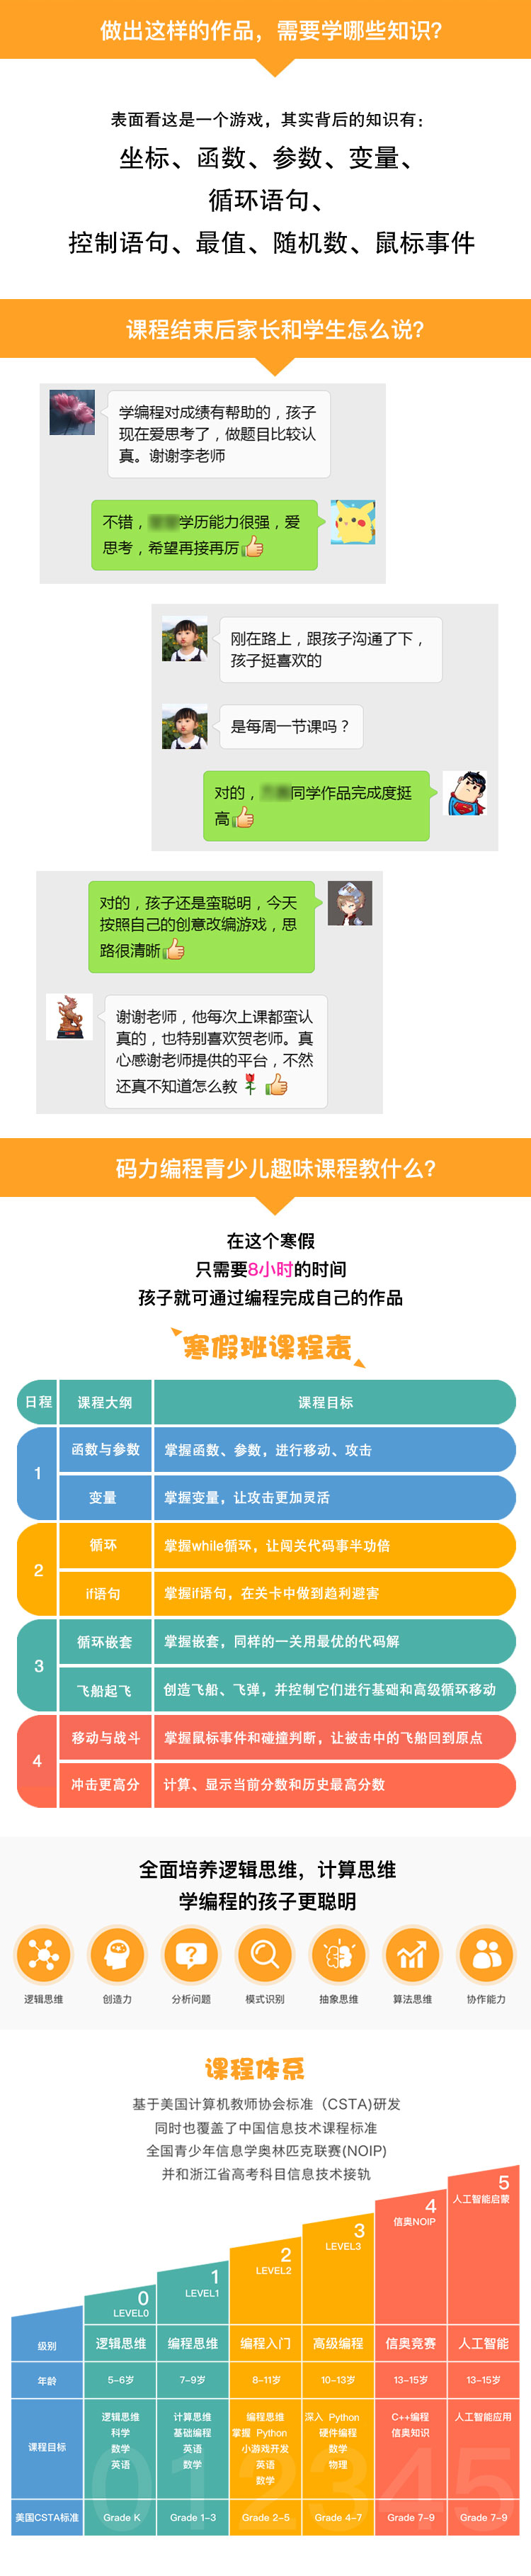 做出这样的作品，需要学哪些知识?
表面看这是一个游戏，其实背后的知识有：
坐标、函数、参数、变量、
循环语句、
控制语句、最值、随机数、鼠标事件
课程结束后家长和学生怎么说?
学编程对成绩有帮助的，孩子
现在爱思考了，做题目比较认
真。谢谢李老师
不错，学历能力很强，爱
思考，希望再接再厉
刚在路上，跟孩子沟通了下，
孩子挺喜欢的
是每周一节课吗？
对的，同学作品完成度挺
高
对的，孩子还是蛮聪明，今天
按照自己的创意改编游戏，思
路很清晰
谢谢老师，他每次上课都蛮认
真的，也特别喜欢贺老师。真
心感谢老师提供的平台，不然
还真不知道怎么教
码力编程青少儿趣味课程教什么?
在这个寒假
只需要8小时的时间
孩子就可通过编程完成自己的作品
寒假班课程表
日程 课程大纲 课程目标
1
函数与参数 掌握函数、参数，进行移动、攻击
变量 掌握变量，让攻击更加灵活
2
循环 掌握while循环，让闯关代码事半功倍
if语句 掌握if语句，在关卡中做到趋利避害
3
循环嵌套 掌握嵌套，同样的一关用最优的代码解
飞船起飞 创造飞船、飞弹，并控制它们进行基础和高级循环移动
4
移动与战斗 掌握鼠标事件和碰撞判断，让被击中的飞船回到原点
冲击更高分 计算、显示当前分数和历史最高分数
全面培养逻辑思维，计算思维
学编程的孩子更聪明
逻辑思维 创造力 分析问题 模式识别 抽象思维 算法思维 协作能力
课程体系
基于美国计算机教师协会标准（CSTA)研发
同时也覆盖了中国信息技术课程标准
全国青少年信息学奥林匹克联赛(NOIP)
并和浙江省高考科目信息技术接轨
5
人工智能启蒙
4
信奥NOIP
3
LEVEL3
2
LEVEL2
1
LEVEL1
0
LEVEL0
级别 逻辑思维 编程思维 编程入门 高级编程 信奥竞赛 人工智能
年龄 5-6岁 7-9岁 8-11岁 10-13岁 13-15岁 13-15岁
课程目标
逻辑思维
科学
数学
英语
计算思维
基础编程
英语
数学
编程思维
掌握 Python
小游戏开发
英语
数学
深入 Python
硬件编程
数学
物理
C++编程
信奥知识
人工智能应用
0 1 2 3 4 5
美国CSTA标准 Grade K Grade 1-3 Grade 2-5 Grade 4-7 Grade 7-9 Grade 7-9